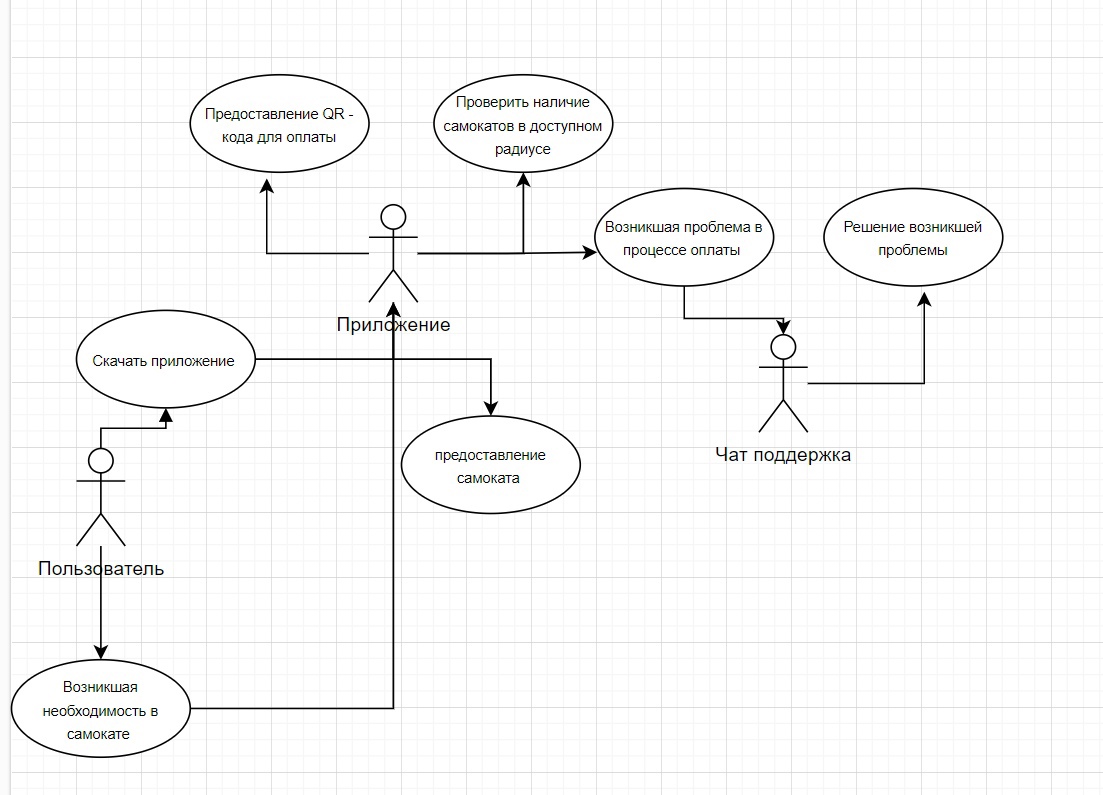 Предоставление QR -
кода для оплаты
Проверить наличие
самокатов в доступном
радиусе
Возникшая проблема в
процессе оплаты
Решение возникшей
проблемы
Приложение
Скачать приложение
предоставление
самоката
Чат поддержка
Пользователь
Возникшая
необходимость в
самокате